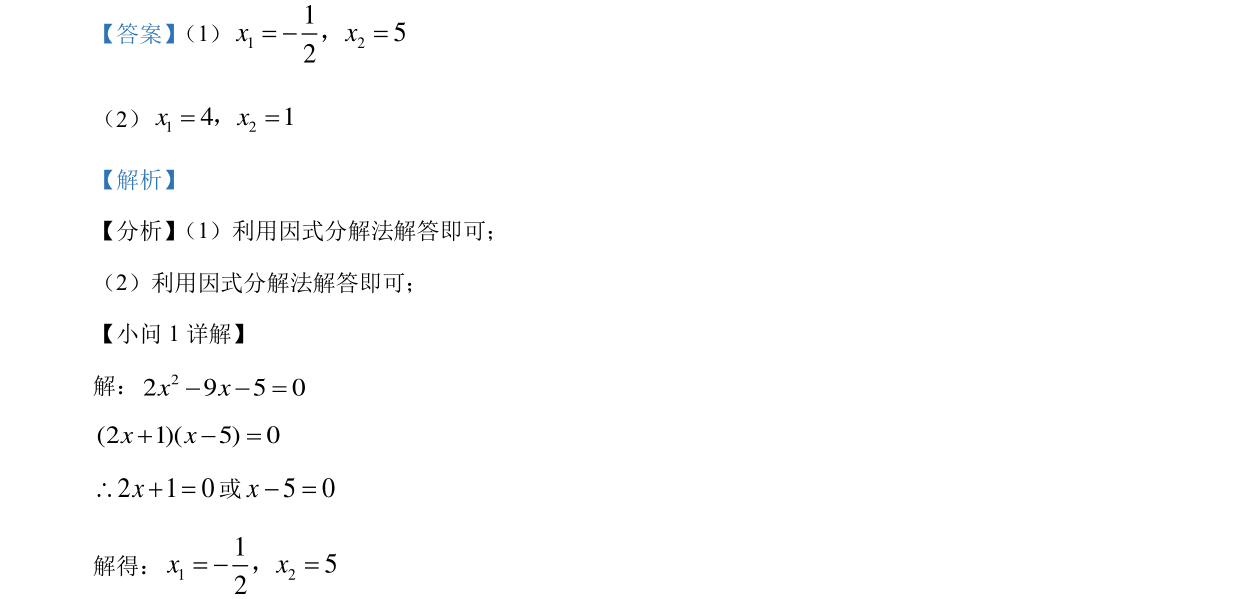 【答案】（1）x₁ = -1/2，x₂ = 5
（2）x₁ = 4，x₂ = 1
【解析】
【分析】（1）利用因式分解法解答即可；
（2）利用因式分解法解答即可；
【小问 1 详解】
解：2x² - 9x - 5 = 0
(2x+1)(x-5) = 0
∴2x+1=0或x-5=0
解得：x₁ = -1/2，x₂ = 5